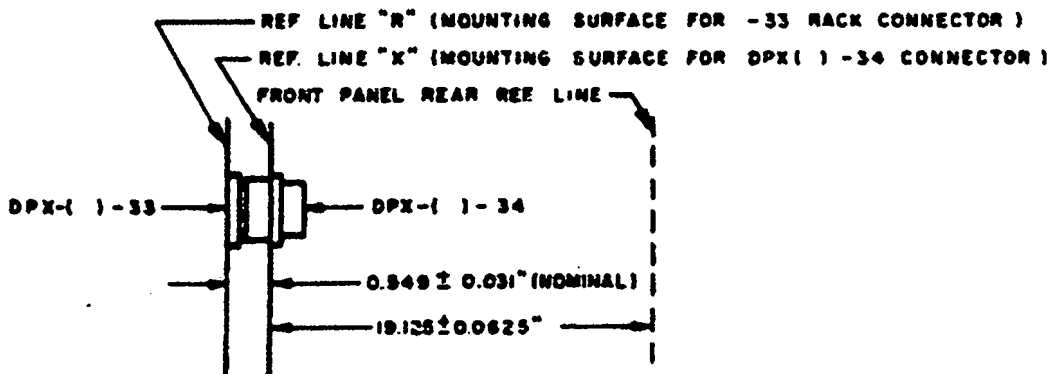 REF LINE "R" (MOUNTING SURFACE FOR -33 RACK CONNECTOR)
REF. LINE "X" (MOUNTING SURFACE FOR DPX( ) -34 CONNECTOR)
FRONT PANEL REAR REF LINE
DPX-( )-33
DPX-( )-34
0.549 ± 0.031" (NOMINAL)
19.125±0.0625"